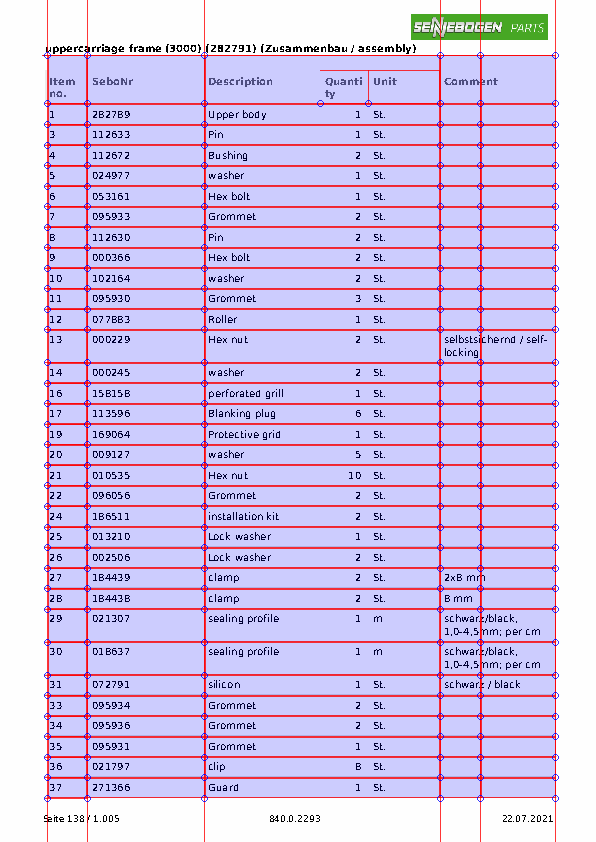 SENNEBOGEN PARTS
uppercarriage frame (3000) (282791) (Zusammenbau / assembly)
Item no. SeboNr Description Quantity Unit Comment
1 282789 Upper body 1 St.
3 112633 Pin 1 St.
4 112672 Bushing 2 St.
5 024977 washer 1 St.
6 053161 Hex bolt 1 St.
7 095933 Grommet 2 St.
8 112630 Pin 2 St.
9 000366 Hex bolt 2 St.
10 102164 washer 2 St.
11 095930 Grommet 3 St.
12 077883 Roller 1 St.
13 000229 Hex nut 2 St. selbstsichernd / self-
locking
14 000245 washer 2 St.
16 158158 perforated grill 1 St.
17 113596 Blanking plug 6 St.
19 169064 Protective grid 1 St.
20 009127 washer 5 St.
21 010535 Hex nut 10 St.
22 096056 Grommet 2 St.
24 186511 installation kit 2 St.
25 013210 Lock washer 1 St.
26 002506 Lock washer 2 St.
27 184439 clamp 2 St. 2x8 mm
28 184438 clamp 2 St. 8 mm
29 021307 sealing profile 1 m schwarz/black,
1,0-4,5mm; per cm
30 018637 sealing profile 1 m schwarz/black,
1,0-4,5mm; per cm
31 072791 silicon 1 St. schwarz / black
33 095934 Grommet 2 St.
34 095936 Grommet 2 St.
35 095931 Grommet 1 St.
36 021797 clip 8 St.
37 271366 Guard 1 St.
Seite 138 / 1.005 840.0.2293 22.07.2021